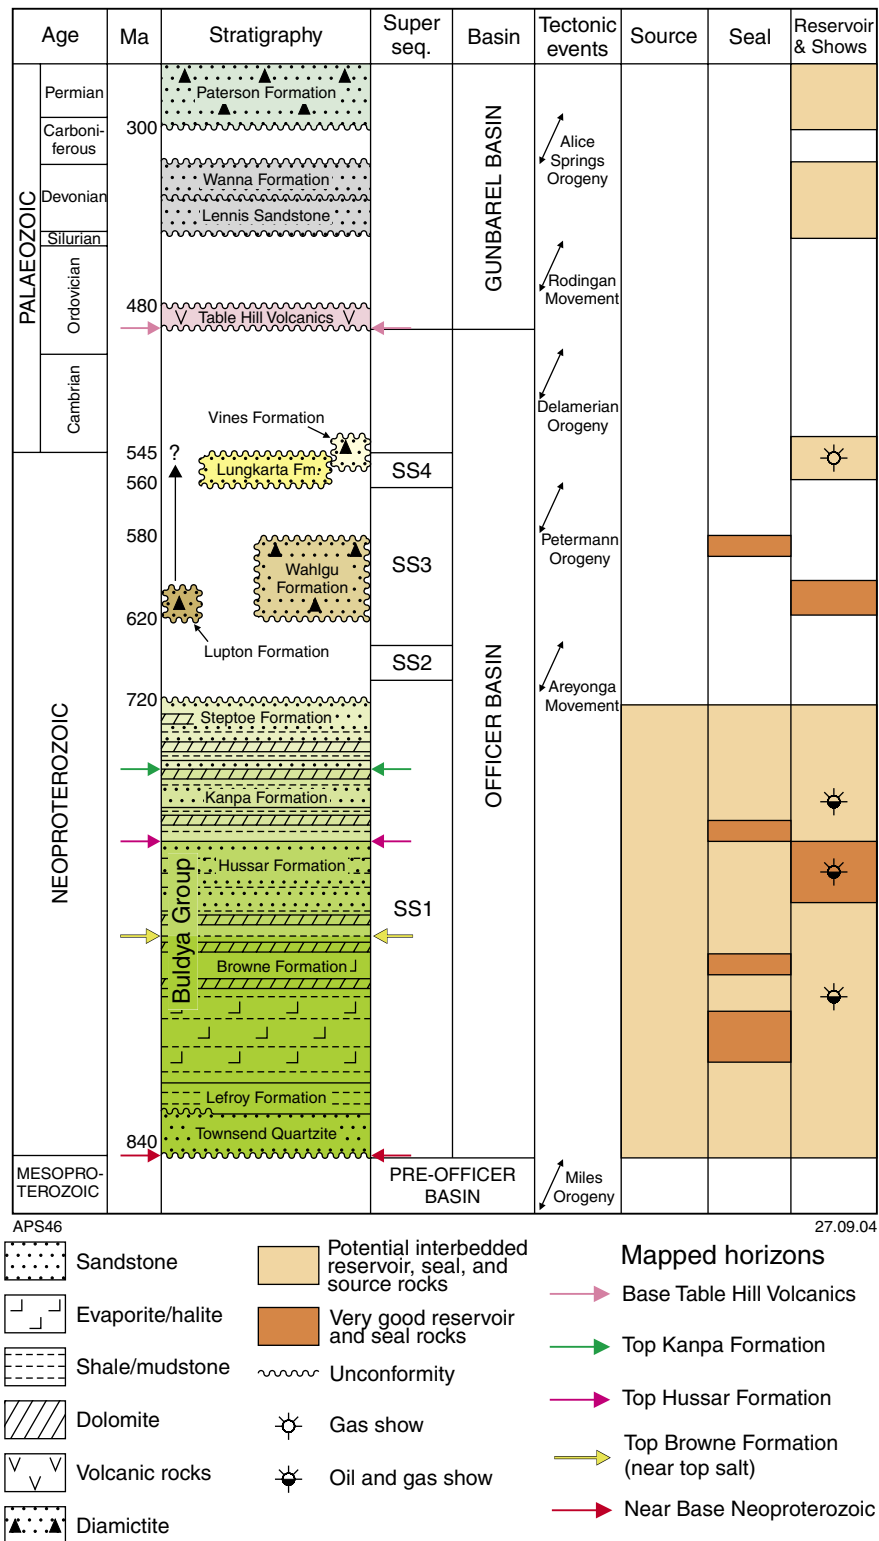 Age
Ma
Stratigraphy
Super
seq.
Basin
Tectonic
events
Source
Seal
Reservoir
& Shows
PALAEOZOIC
Permian
Carboni-
ferous
Devonian
Silurian
Ordovician
Cambrian
NEOPROTEROZOIC
MESOPRO-
TEROZOIC
300
480
545
560
580
620
720
840
Paterson Formation
Wanna Formation
Lennis Sandstone
Table Hill Volcanics
Vines Formation
?
Lungkarta Fm.
Wahlgu
Formation
Lupton Formation
Steptoe Formation
Kanpa Formation
Hussar Formation
Buldya Group
Browne Formation
Lefroy Formation
Townsend Quartzite
SS4
SS3
SS2
SS1
GUNBAREL BASIN
OFFICER BASIN
PRE-OFFICER
BASIN
Alice
Springs
Orogeny
Rodingan
Movement
Delamerian
Orogeny
Petermann
Orogeny
Areyonga
Movement
Miles
Orogeny
APS46
27.09.04
Sandstone
Evaporite/halite
Shale/mudstone
Dolomite
Volcanic rocks
Diamictite
Potential interbedded
reservoir, seal, and
source rocks
Very good reservoir
and seal rocks
Unconformity
Gas show
Oil and gas show
Mapped horizons
Base Table Hill Volcanics
Top Kanpa Formation
Top Hussar Formation
Top Browne Formation
(near top salt)
Near Base Neoproterozoic